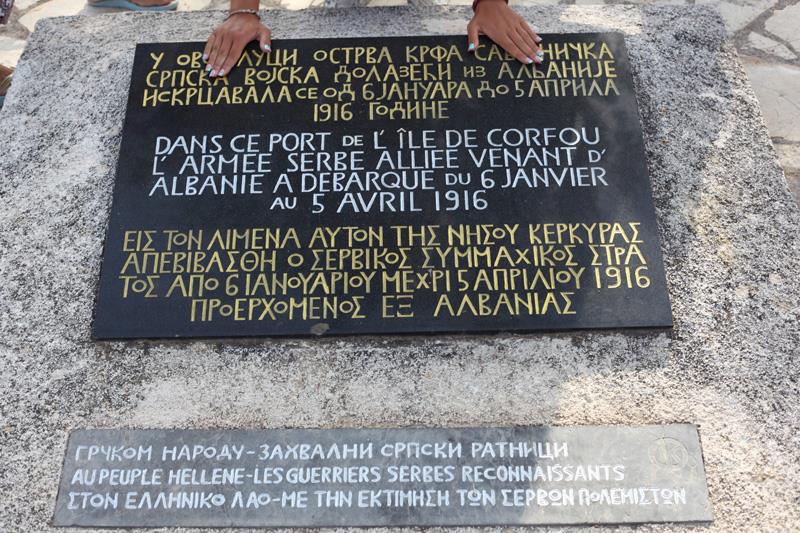 У ОВОЈ ЛУЦИ ОСТРВА КРФА САВЕЗНИЧКА
СРПСКА ВОЈСКА ДОЛАЗЕЋИ ИЗ АЛБАНИЈЕ
ИСКРЦАВАЛА СЕ ОД 6 ЈАНУАРА ДО 5 АПРИЛА
1916 ГОДИНЕ
DANS CE PORT DE L'ÎLE DE CORFOU
L'ARMÉE SERBE ALLIÉE VENANT D'
ALBANIE A DEBARQUÉ DU 6 JANVIER
AU 5 AVRIL 1916
ΕΙΣ ΤΟΝ ΛΙΜΕΝΑ ΑΥΤΟΝ ΤΗΣ ΝΗΣΟΥ ΚΕΡΚΥΡΑΣ
ΑΠΕΒΙΒΑΣΘΗ Ο ΣΕΡΒΙΚΟΣ ΣΥΜΜΑΧΙΚΟΣ ΣΤΡΑ
ΤΟΣ ΑΠΟ 6 ΙΑΝΟΥΑΡΙΟΥ ΜΕΧΡΙ 5 ΑΠΡΙΛΙΟΥ 1916
ΠΡΟΕΡΧΟΜΕΝΟΣ ΕΞ ΑΛΒΑΝΙΑΣ
ГРЧКОМ НАРОДУ - ЗАХВАЛНИ СРПСКИ РАТНИЦИ
AU PEUPLE HELLENE - LES GUERRIERS SERBES RECONNAISSANTS
ΣΤΟΝ ΕΛΛΗΝΙΚΟ ΛΑΟ - ΜΕ ΤΗΝ ΕΚΤΙΜΗΣΗ ΤΩΝ ΣΕΡΒΩΝ ΠΟΛΕΜΙΣΤΩΝ